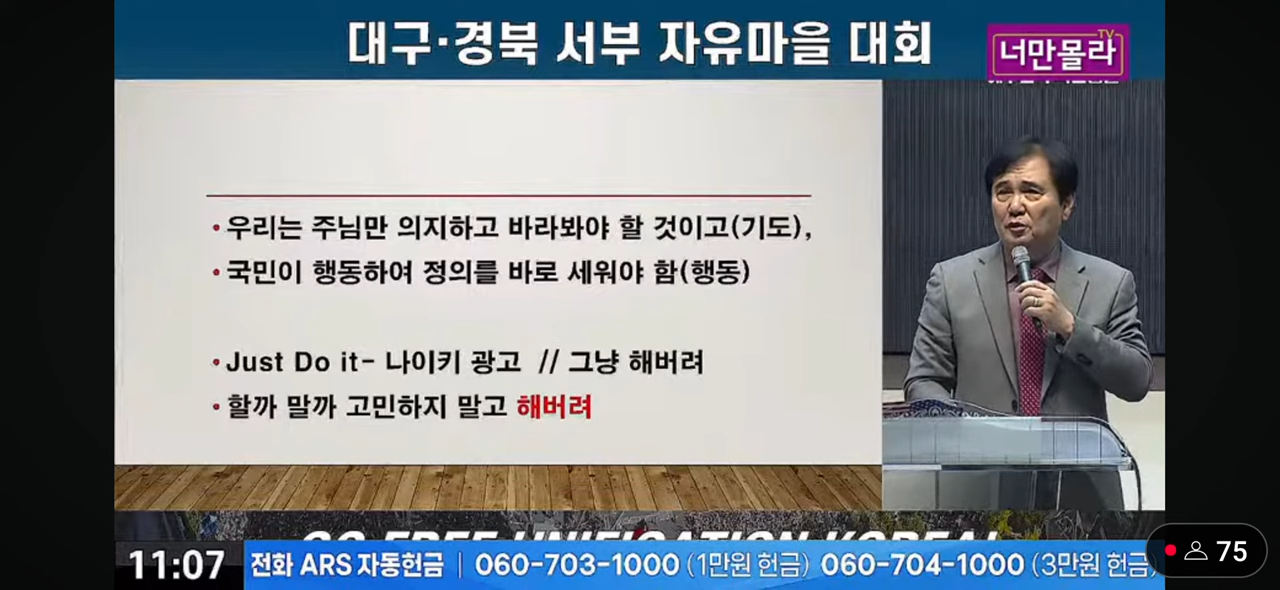 대구·경북 서부 자유마을 대회
너만몰라
TV
• 우리는 주님만 의지하고 바라봐야 할 것이고(기도),
• 국민이 행동하여 정의를 바로 세워야 함(행동)
• Just Do it- 나이키 광고 // 그냥 해버려
• 할까 말까 고민하지 말고 해버려
GO FREE UNIFICATION KOREA!
11:07
전화 ARS 자동헌금 | 060-703-1000 (1만원 헌금) 060-704-1000 (3만원 헌금)
75